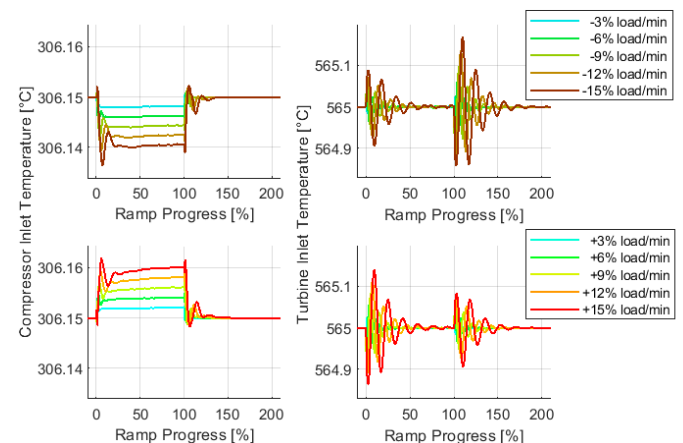 306.16
306.15
306.14
0
50
100
150
200
Ramp Progress [%]
565.1
565
564.9
0
50
100
150
200
Ramp Progress [%]
-3% load/min
-6% load/min
-9% load/min
-12% load/min
-15% load/min
Compressor Inlet Temperature [°C]
Turbine Inlet Temperature [°C]
306.16
306.15
306.14
0
50
100
150
200
Ramp Progress [%]
565.1
565
564.9
0
50
100
150
200
Ramp Progress [%]
+3% load/min
+6% load/min
+9% load/min
+12% load/min
+15% load/min